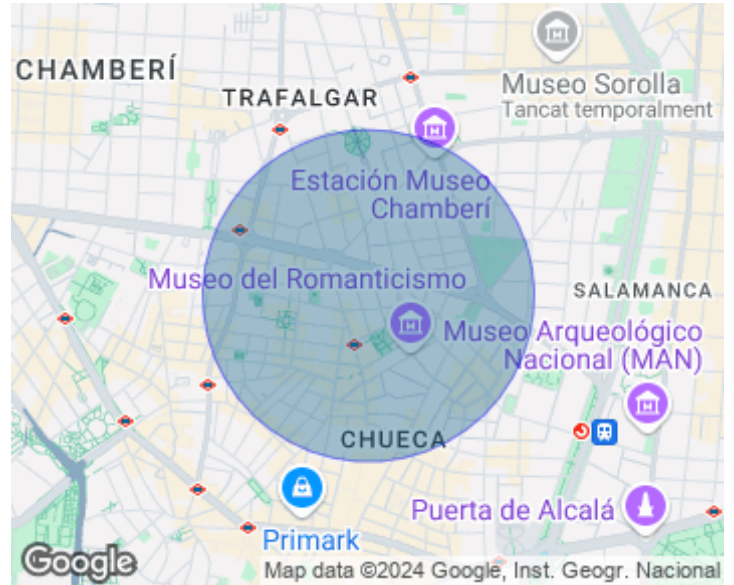 CHAMBERÍ
TRAFALGAR
Museo Sorolla
Tancat temporalment
Estación Museo
Chamberí
Museo del Romanticismo
SALAMANCA
Museo Arqueológico
Nacional (MAN)
CHUECA
Puerta de Alcalá
Primark
Google
Map data ©2024 Google, Inst. Geogr. Nacional